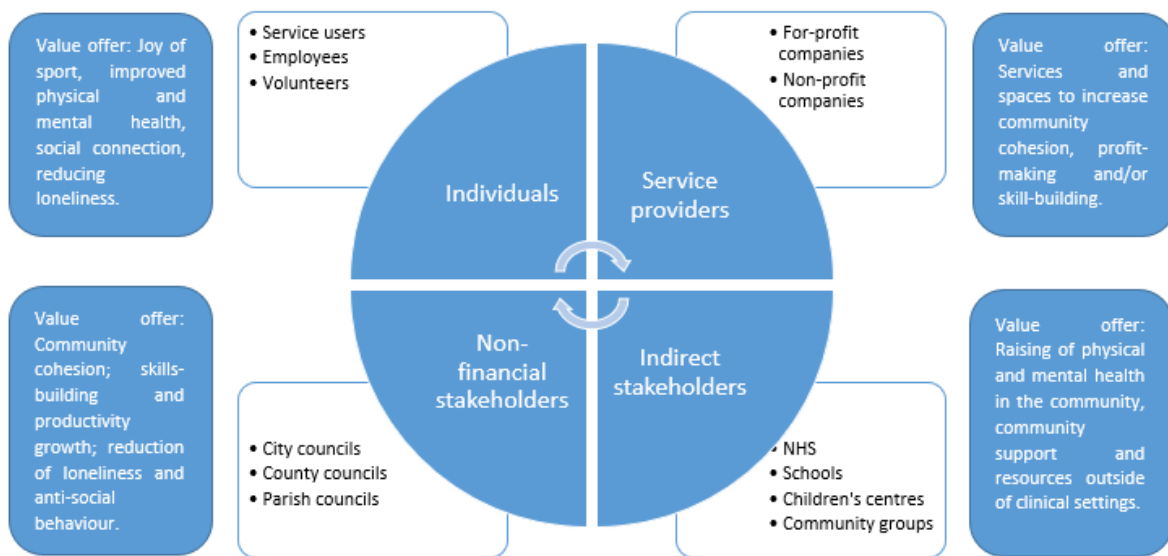 Value offer: Joy of
sport, improved
physical and
mental health,
social connection,
reducing
loneliness.
• Service users
• Employees
• Volunteers
Individuals
• For-profit
companies
• Non-profit
companies
Service
providers
Value offer:
Services and
spaces to increase
community
cohesion, profit-
making and/or
skill-building.
Value offer:
Community
cohesion; skills-
building and
productivity
growth; reduction
of loneliness and
anti-social
behaviour.
Non-
financial
stakeholders
• City councils
• County councils
• Parish councils
Indirect
stakeholders
• NHS
• Schools
• Children's centres
• Community groups
Value offer:
Raising of physical
and mental health
in the community,
community
support and
resources outside
of clinical settings.